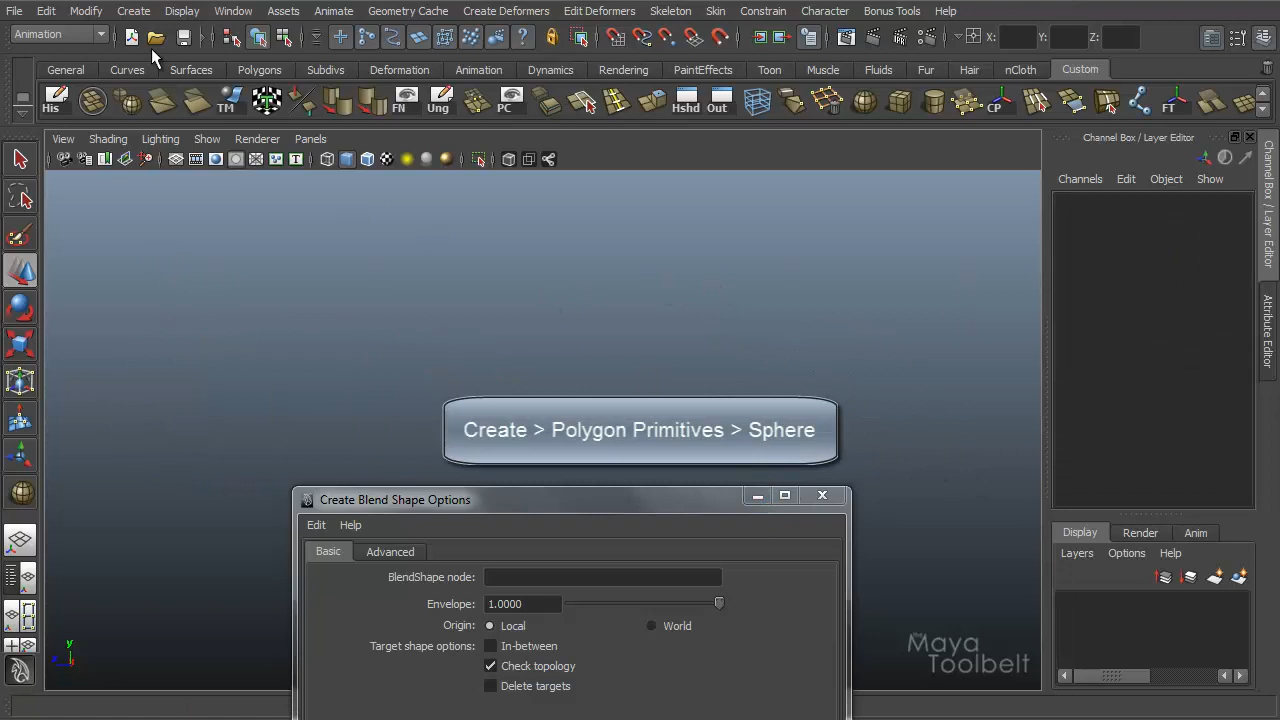 File Edit Modify Create Display Window Assets Animate Geometry Cache Create Deformers Edit Deformers Skeleton Skin Constrain Character Bonus Tools Help
Animation X: Y: Z:
General Curves Surfaces Polygons Subdivs Deformation Animation Dynamics Rendering PaintEffects Toon Muscle Fluids Fur Hair nCloth Custom
His TM FN Ung PC Hshd Out CP FT
View Shading Lighting Show Renderer Panels
Channel Box / Layer Editor
Channels Edit Object Show
Channel Box / Layer Editor
Attribute Editor
Create > Polygon Primitives > Sphere
Create Blend Shape Options
Edit Help
Basic Advanced
BlendShape node:
Envelope: 1.0000
Origin: Local World
Target shape options: In-between
Check topology
Delete targets
Display Render Anim
Layers Options Help
the Maya
Toolbelt
y